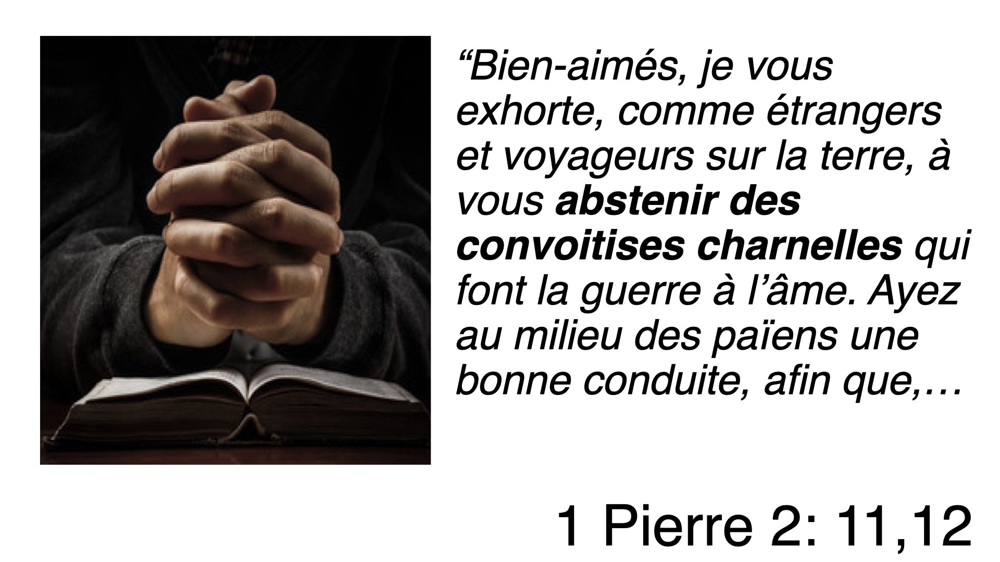 “Bien-aimés, je vous
exhorte, comme étrangers
et voyageurs sur la terre, à
vous abstenir des
convoitises charnelles qui
font la guerre à l’âme. Ayez
au milieu des païens une
bonne conduite, afin que,…
1 Pierre 2: 11,12